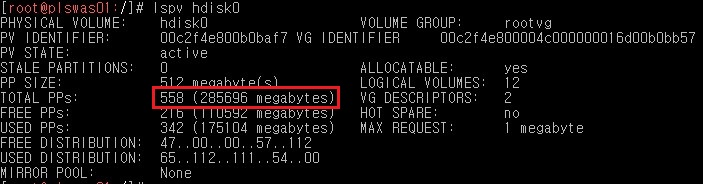 [root@plswas01:/]# lspv hdisk0
PHYSICAL VOLUME: hdisk0 VOLUME GROUP: rootvg
PV IDENTIFIER: 00c2f4e800b0baf7 VG IDENTIFIER 00c2f4e800004c000000016d00b0bb57
PV STATE: active
STALE PARTITIONS: 0 ALLOCATABLE: yes
PP SIZE: 512 megabyte(s) LOGICAL VOLUMES: 12
TOTAL PPs: 558 (285696 megabytes) VG DESCRIPTORS: 2
FREE PPs: 216 (110592 megabytes) HOT SPARE: no
USED PPs: 342 (175104 megabytes) MAX REQUEST: 1 megabyte
FREE DISTRIBUTION: 47..00..00..57..112
USED DISTRIBUTION: 65..112..111..54..00
MIRROR POOL: None